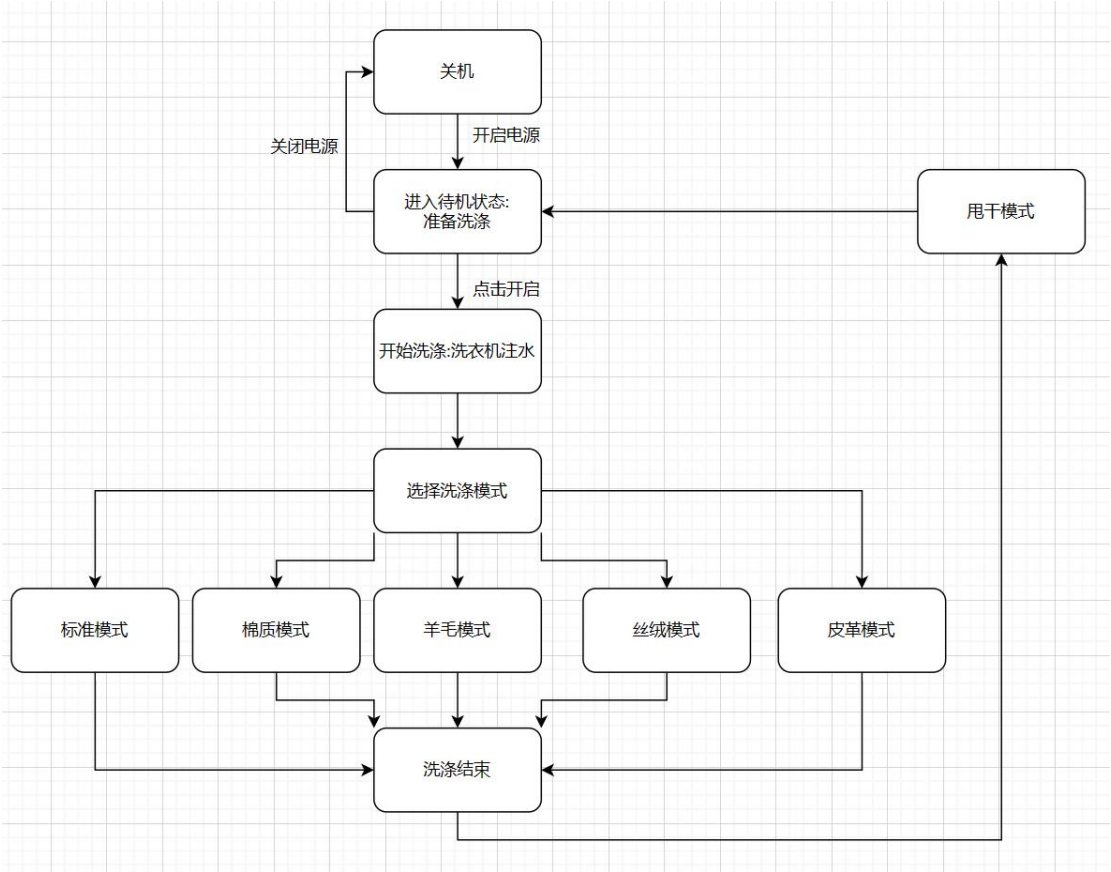 关机
关闭电源
开启电源
进入待机状态:
准备洗涤
甩干模式
点击开启
开始洗涤:洗衣机注水
选择洗涤模式
标准模式
棉质模式
羊毛模式
丝绒模式
皮革模式
洗涤结束